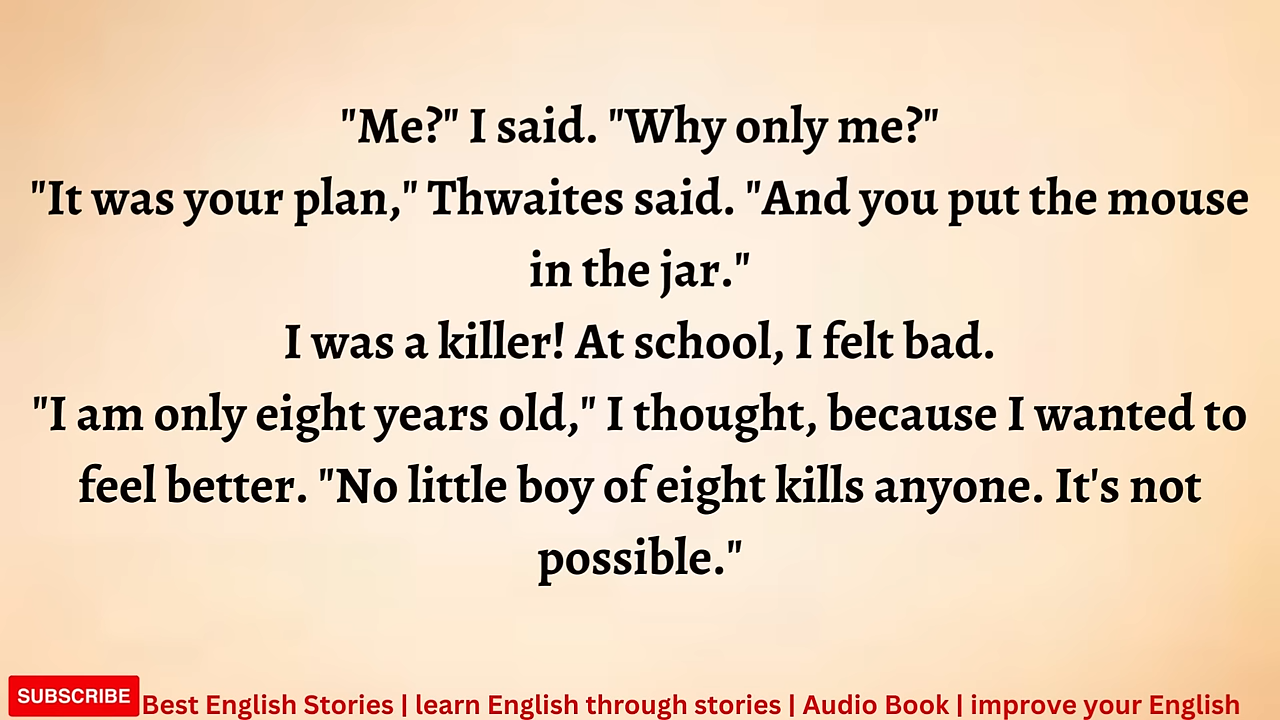 "Me?" I said. "Why only me?"
"It was your plan," Thwaites said. "And you put the mouse
in the jar."
I was a killer! At school, I felt bad.
"I am only eight years old," I thought, because I wanted to
feel better. "No little boy of eight kills anyone. It's not
possible."
SUBSCRIBE
Best English Stories | learn English through stories | Audio Book | improve your English